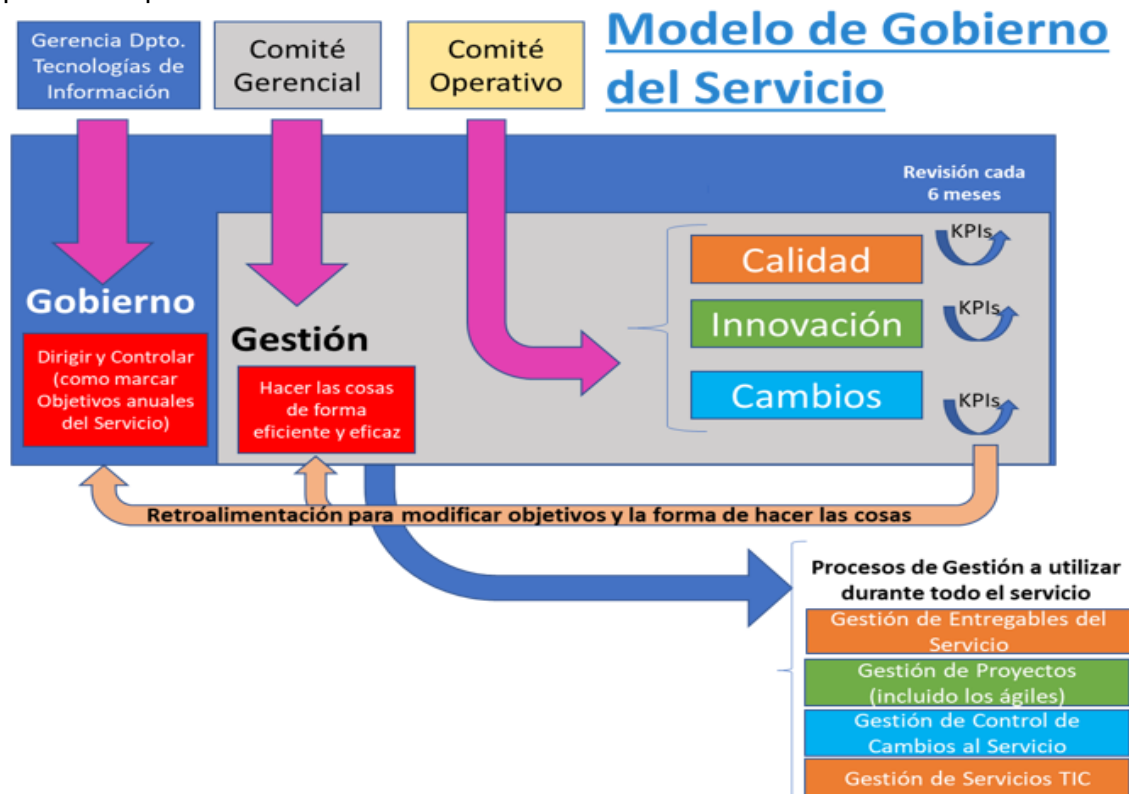 Gerencia Dpto.
Tecnologías de
Información
Comité
Gerencial
Comité
Operativo
Modelo de Gobierno
del Servicio
Revisión cada
6 meses
Gobierno
Dirigir y Controlar
(como marcar
Objetivos anuales
del Servicio)
Gestión
Hacer las cosas
de forma
eficiente y eficaz
Calidad
KPIs
Innovación
KPIs
Cambios
KPIs
Retroalimentación para modificar objetivos y la forma de hacer las cosas
Procesos de Gestión a utilizar
durante todo el servicio
Gestión de Entregables del
Servicio
Gestión de Proyectos
(incluido los ágiles)
Gestión de Control de
Cambios al Servicio
Gestión de Servicios TIC